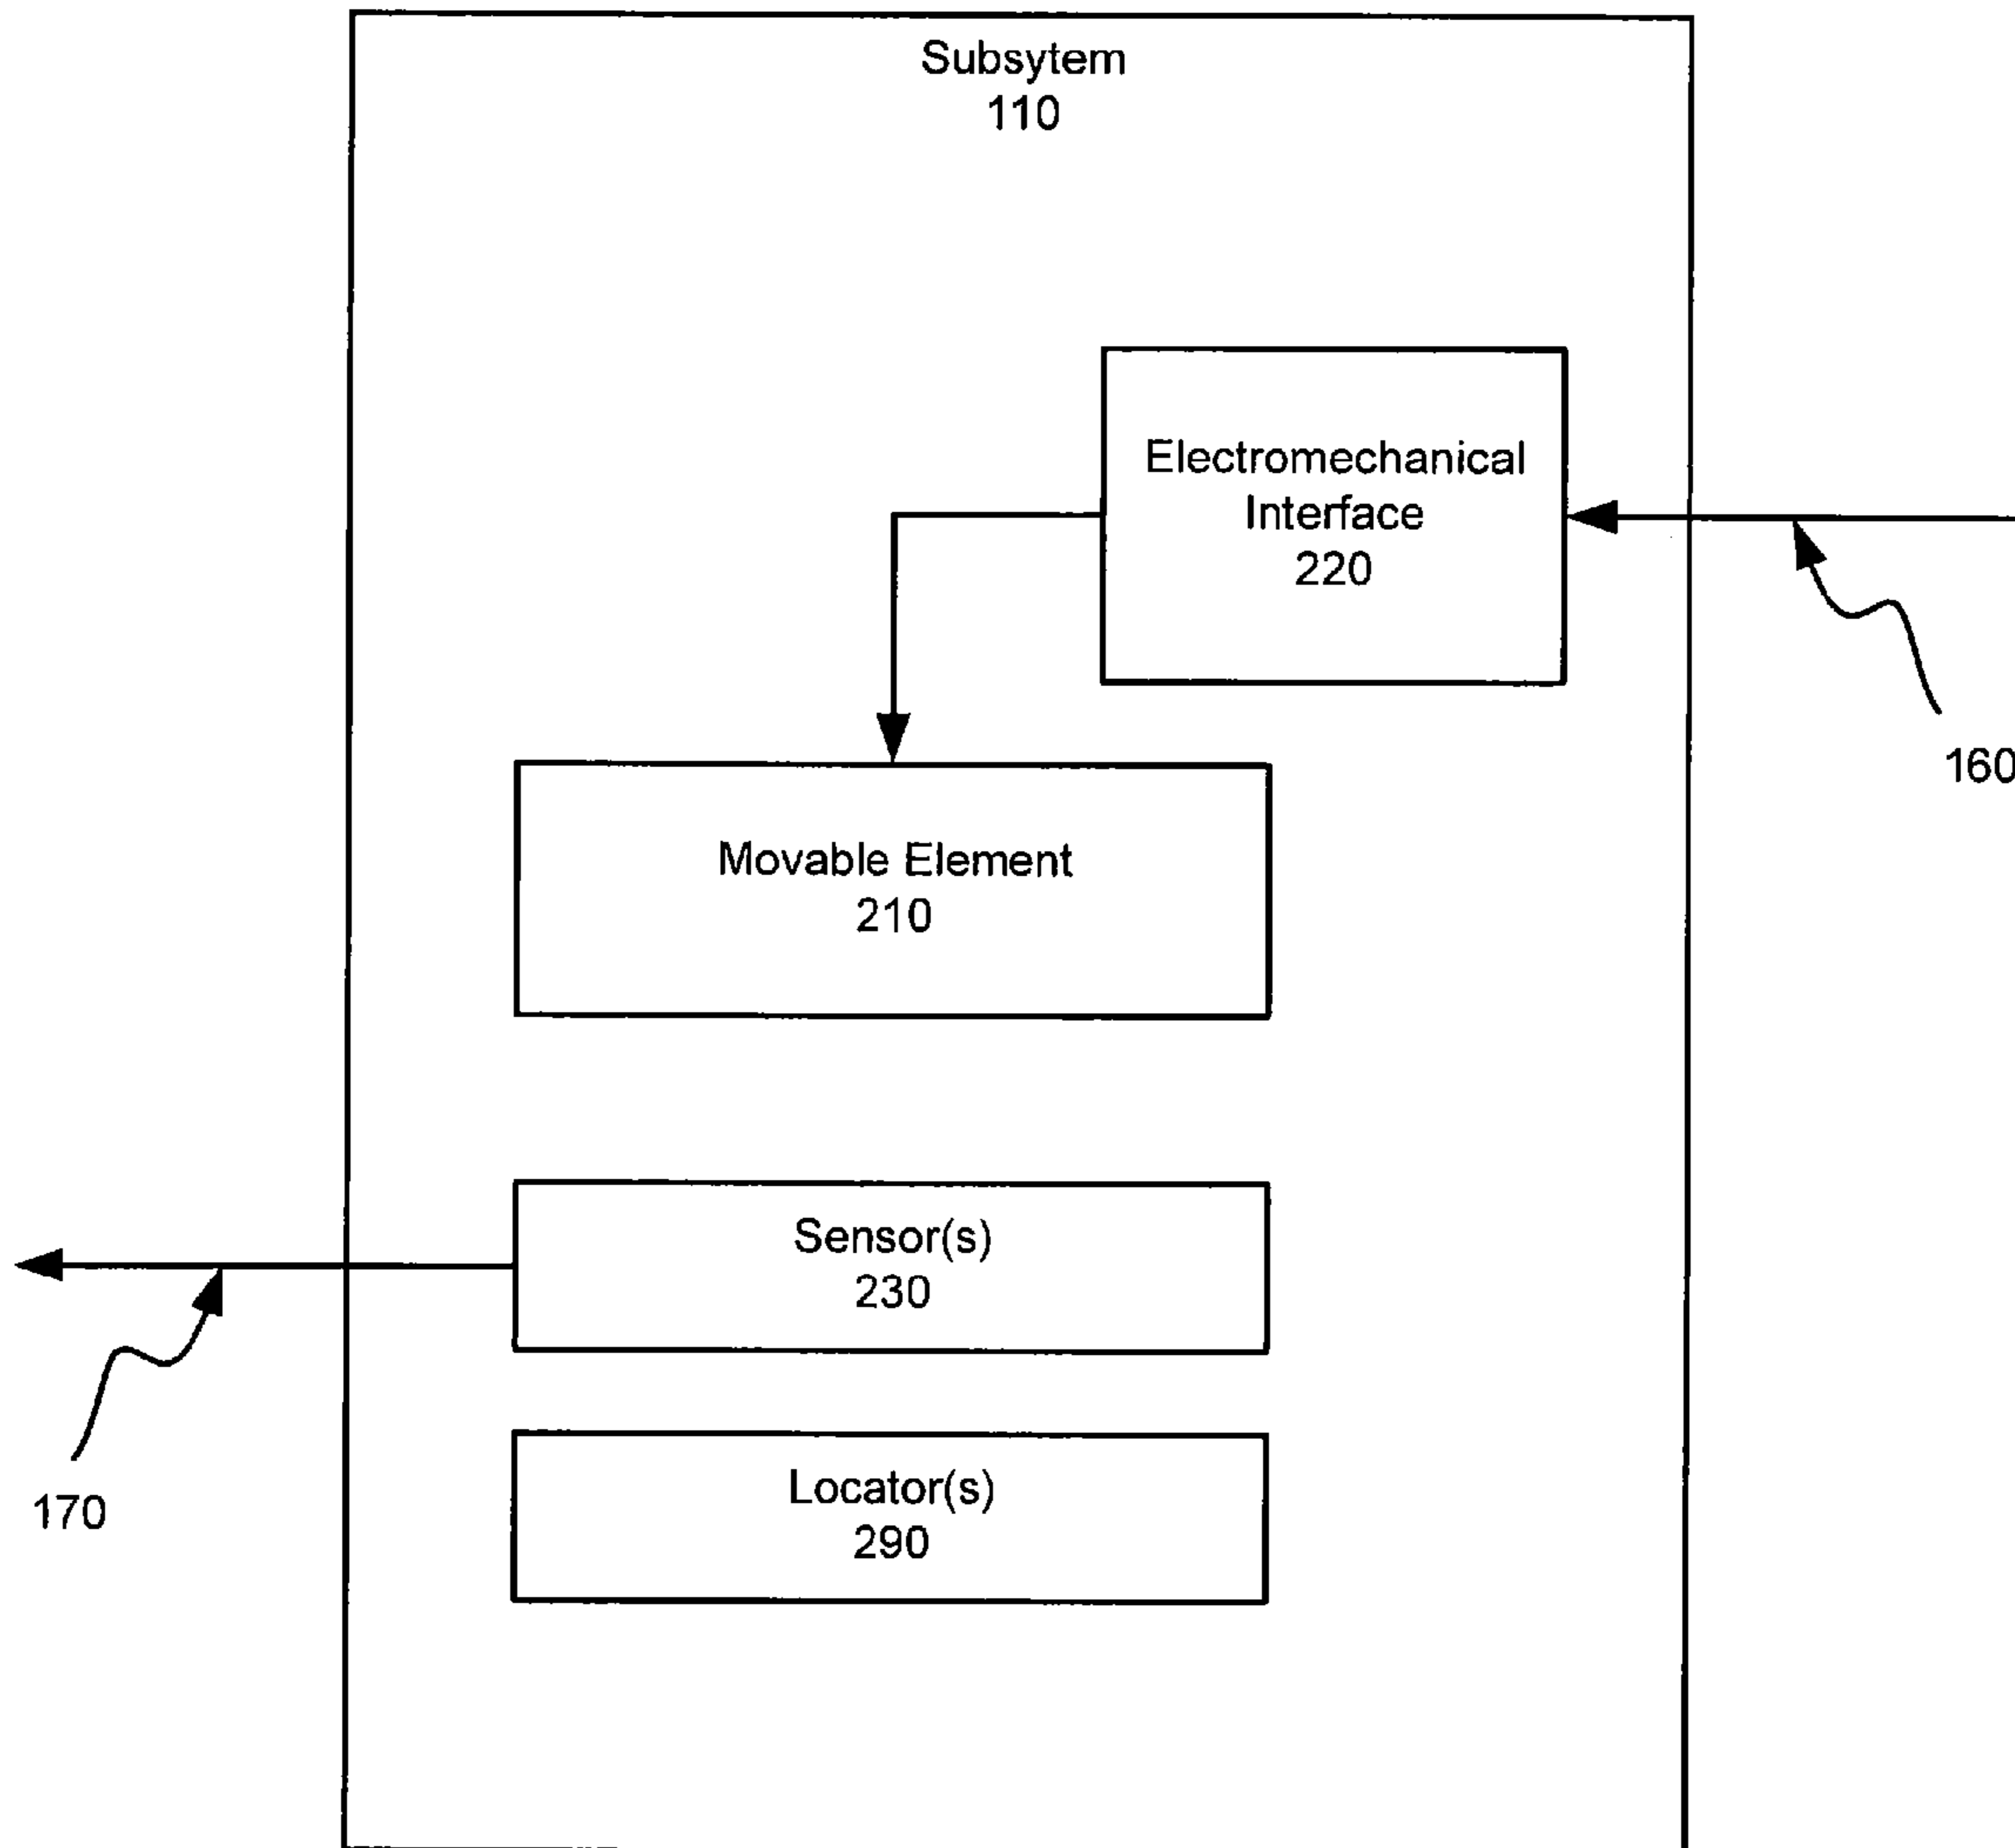 Subsytem
110
Electromechanical
Interface
220
160
Movable Element
210
Sensor(s)
230
170
Locator(s)
290